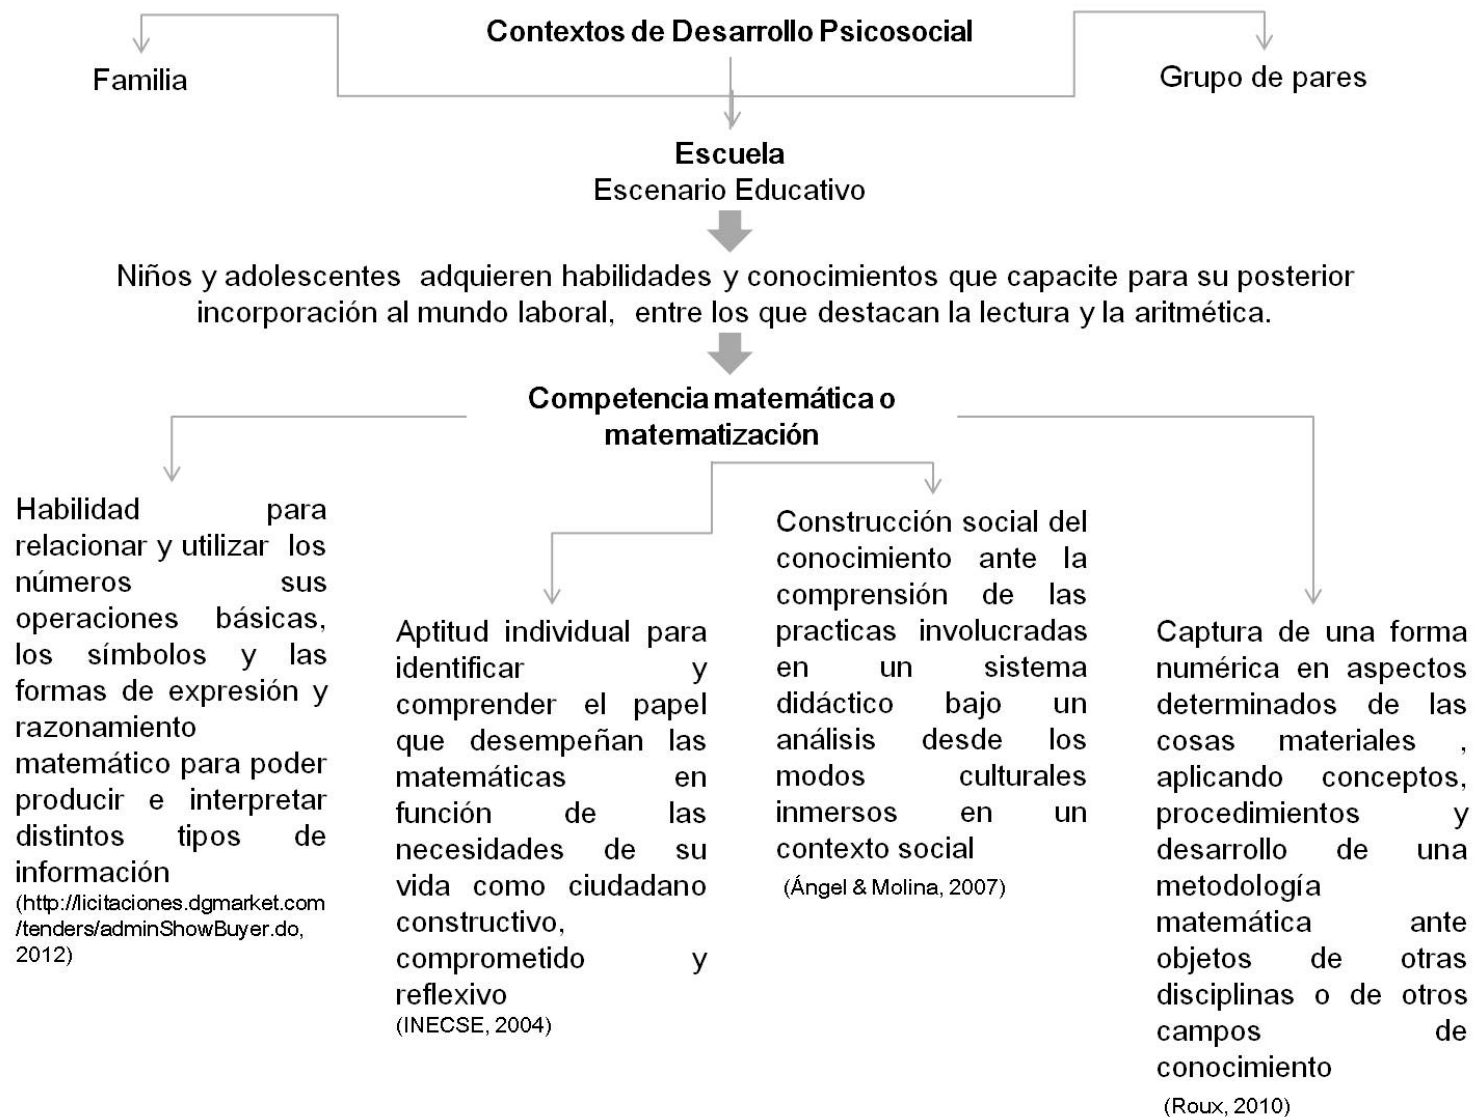 Contextos de Desarrollo Psicosocial
Familia
Grupo de pares
Escuela
Escenario Educativo
Niños y adolescentes adquieren habilidades y conocimientos que capacite para su posterior
incorporación al mundo laboral, entre los que destacan la lectura y la aritmética.
Competencia matemática o
matematización
Habilidad para
relacionar y utilizar los
números sus
operaciones básicas,
los símbolos y las
formas de expresión y
razonamiento
matemático para poder
producir e interpretar
distintos tipos de
información
(http://licitaciones.dgmarket.com
/tenders/adminShowBuyer.do,
2012)
Aptitud individual para
identificar y
comprender el papel
que desempeñan las
matemáticas en
función de las
necesidades de su
vida como ciudadano
constructivo,
comprometido y
reflexivo
(INECSE, 2004)
Construcción social del
conocimiento ante la
comprensión de las
practicas involucradas
en un sistema
didáctico bajo un
análisis desde los
modos culturales
inmersos en un
contexto social
(Ángel & Molina, 2007)
Captura de una forma
numérica en aspectos
determinados de las
cosas materiales ,
aplicando conceptos,
procedimientos y
desarrollo de una
metodología
matemática ante
objetos de otras
disciplinas o de otros
campos de
conocimiento
(Roux, 2010)